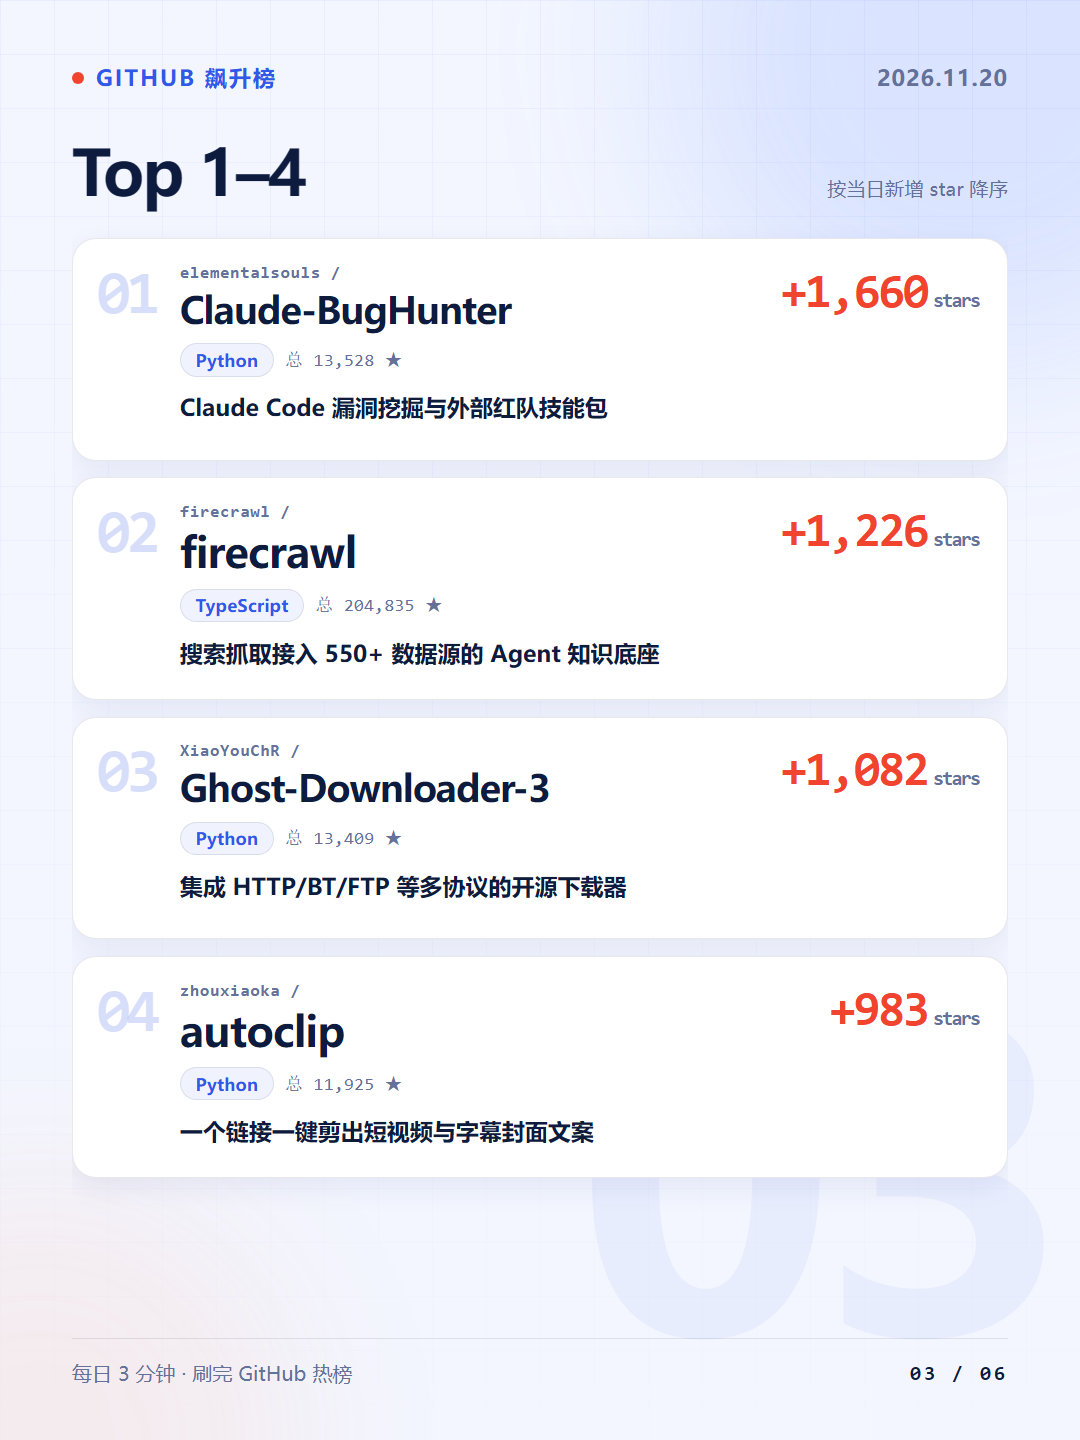 GITHUB 飙升榜
2026.11.20
Top 1–4
按当日新增 star 降序
01
elementalsouls /
Claude-BugHunter
+1,660 stars
Python 总 13,528 ★
Claude Code 漏洞挖掘与外部红队技能包
02
firecrawl /
firecrawl
+1,226 stars
TypeScript 总 204,835 ★
搜索抓取接入 550+ 数据源的 Agent 知识底座
03
XiaoYouChR /
Ghost-Downloader-3
+1,082 stars
Python 总 13,409 ★
集成 HTTP/BT/FTP 等多协议的开源下载器
04
zhouxiaoka /
autoclip
+983 stars
Python 总 11,925 ★
一个链接一键剪出短视频与字幕封面文案
03
每日 3 分钟 · 刷完 GitHub 热榜
03 / 06